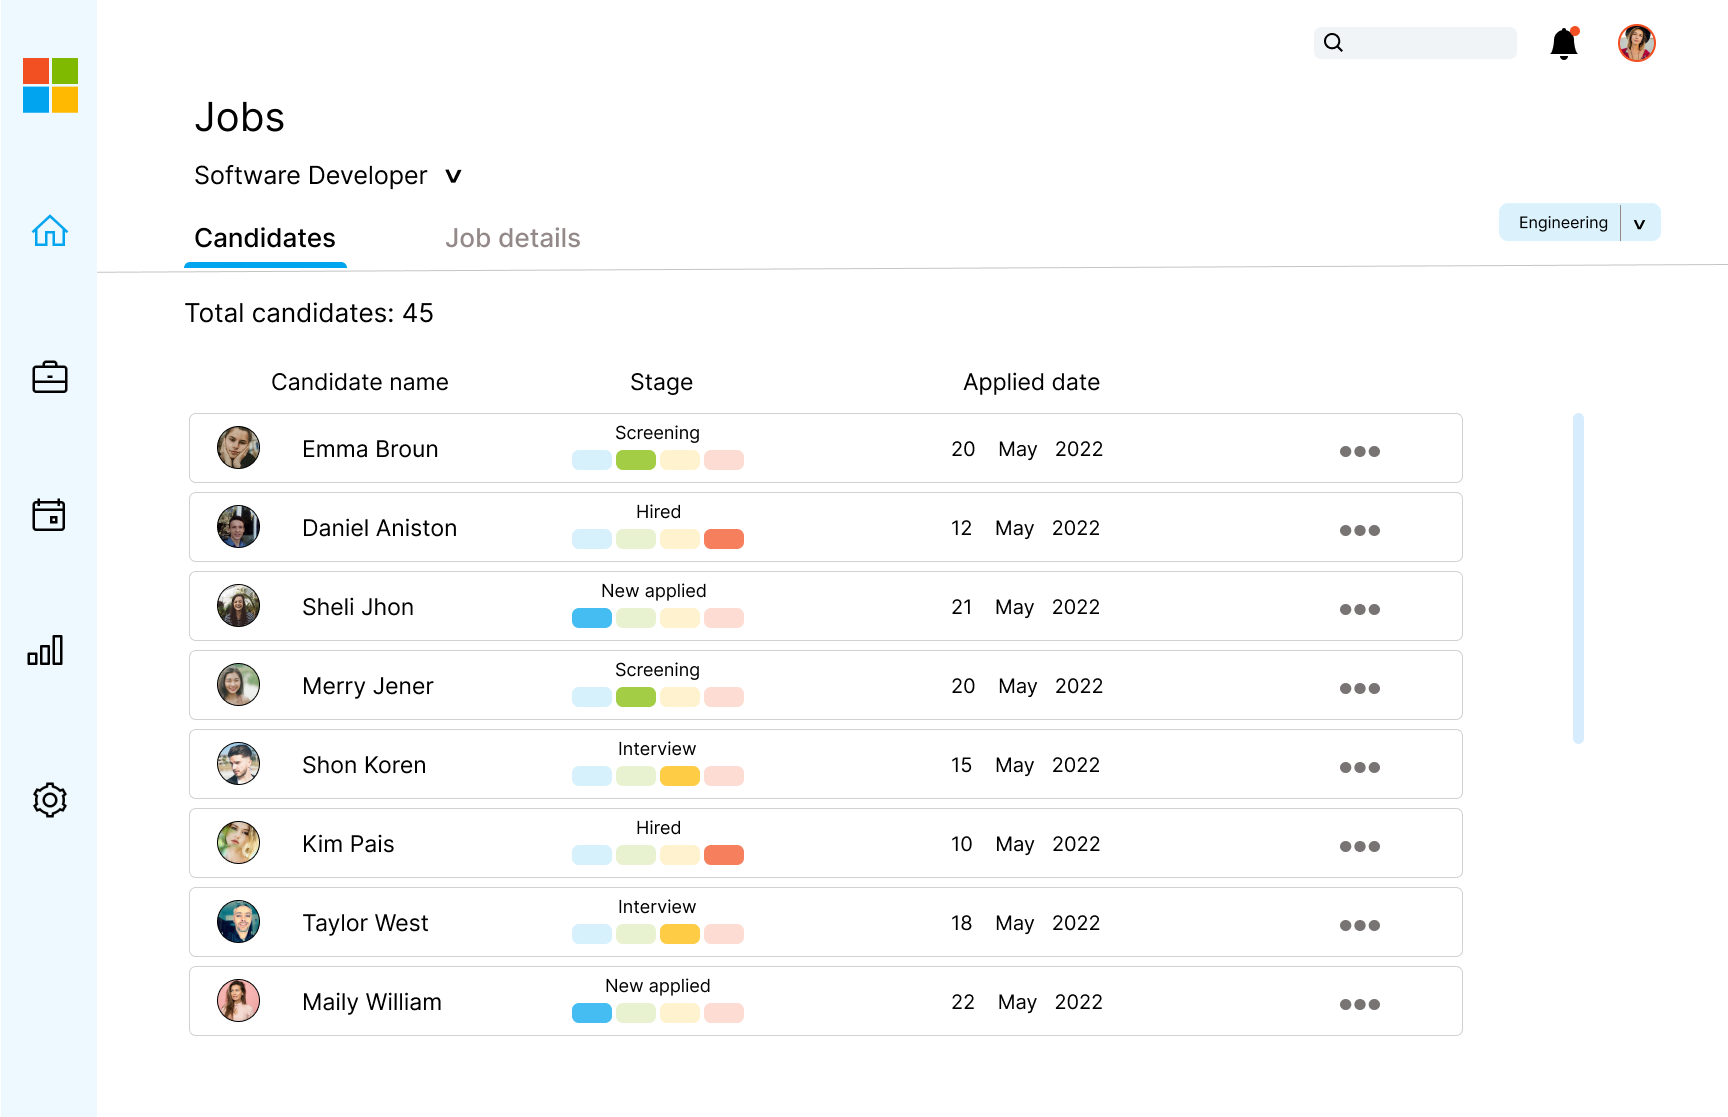 Jobs
Software Developer v
Engineering v
Candidates Job details
Total candidates: 45
Candidate name Stage Applied date
Screening
Emma Broun 20 May 2022
Hired
Daniel Aniston 12 May 2022
New applied
Sheli Jhon 21 May 2022
Screening
Merry Jener 20 May 2022
Interview
Shon Koren 15 May 2022
Hired
Kim Pais 10 May 2022
Interview
Taylor West 18 May 2022
New applied
Maily William 22 May 2022